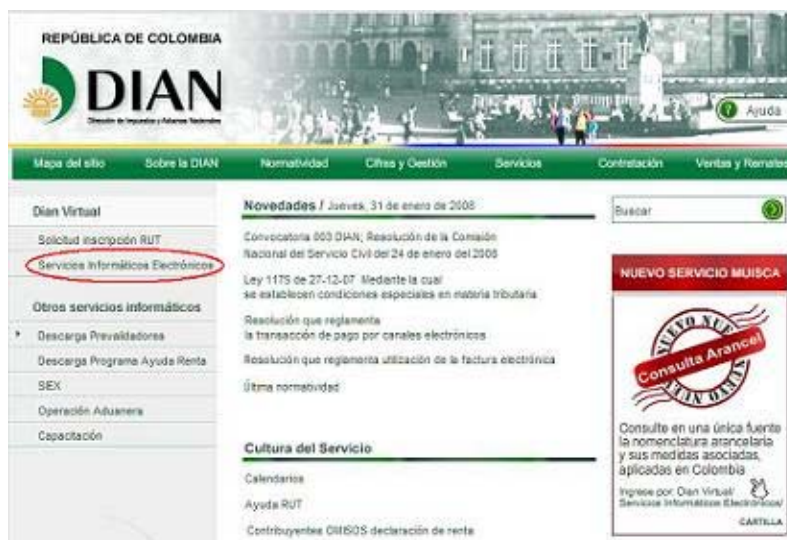 REPÚBLICA DE COLOMBIA
DIAN
Dirección de Impuestos y Aduanas Nacionales
Ayuda
Mapa del sitio
Sobre la DIAN
Normatividad
Cifras y Gestión
Servicios
Contratación
Ventas y Remates
Dian Virtual
Solicitud inscripción RUT
Servicios Informáticos Electrónicos
Otros servicios informáticos
Descarga Prevalidadores
Descarga Programa Ayuda Renta
SEX
Operación Aduanera
Capacitación
Novedades / Jueves, 31 de enero de 2008
Convocatoria 003 DIAN; Resolución de la Comisión
Nacional del Servicio Civil del 24 de enero del 2008
Ley 1175 de 27-12-07 Mediante la cual
se establecen condiciones especiales en materia tributaria
Resolución que reglamenta
la transacción de pago por canales electrónicos
Resolución que reglamenta utilización de la factura electrónica
Última normatividad
Cultura del Servicio
Calendarios
Ayuda RUT
Contribuyentes OMISOS declaración de renta
Buscar
NUEVO SERVICIO MUISCA
NUEVO
Consulta Arancel
NUEVO
Consulte en una única fuente
la nomenclatura arancelaria
y sus medidas asociadas,
aplicadas en Colombia
Ingrese por: Dian Virtual/
Servicios Informáticos Electrónicos/
CARTILLA